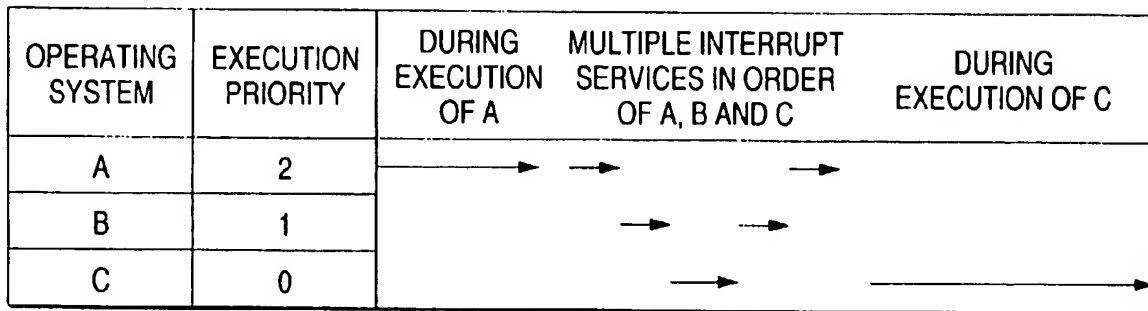 OPERATING
SYSTEM
EXECUTION
PRIORITY
DURING
EXECUTION
OF A
MULTIPLE INTERRUPT
SERVICES IN ORDER
OF A, B AND C
DURING
EXECUTION OF C
A
2
B
1
C
0